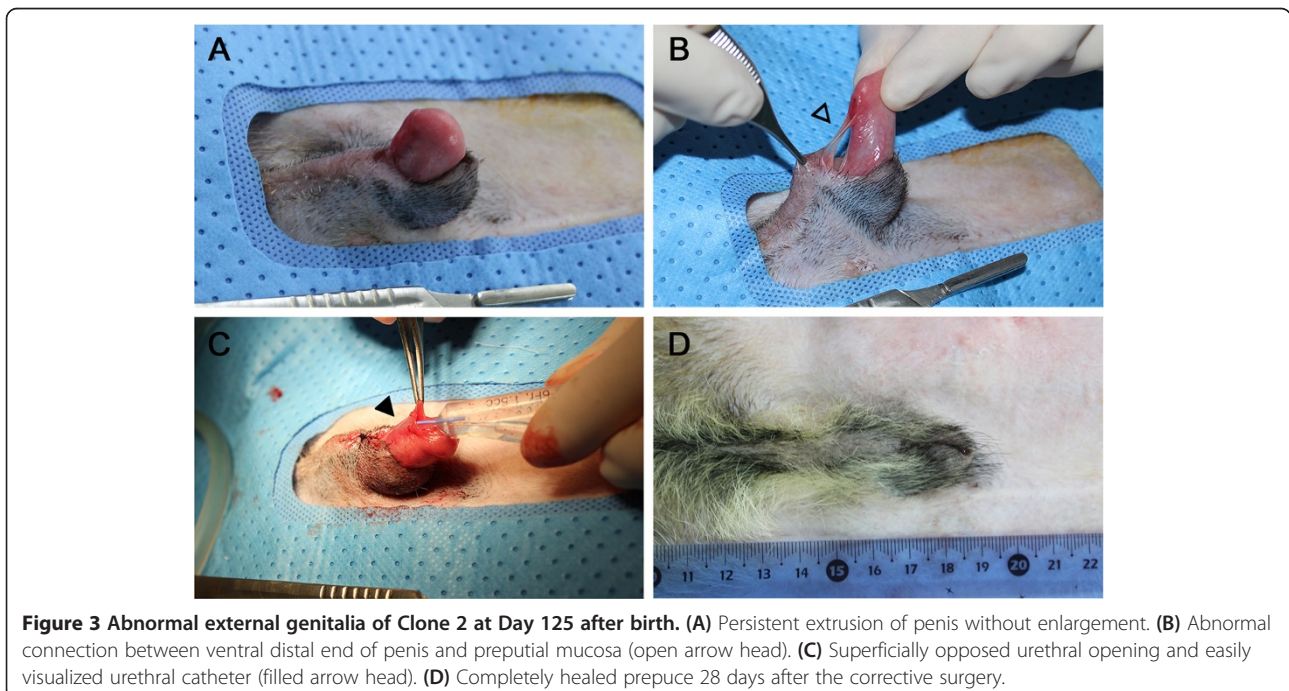 A
B
C
6Fr, 1.5CC
D
11 12 13 14 15 16 17 18 19 20 21 22
Figure 3 Abnormal external genitalia of Clone 2 at Day 125 after birth. (A) Persistent extrusion of penis without enlargement. (B) Abnormal
connection between ventral distal end of penis and preputial mucosa (open arrow head). (C) Superficially opposed urethral opening and easily
visualized urethral catheter (filled arrow head). (D) Completely healed prepuce 28 days after the corrective surgery.